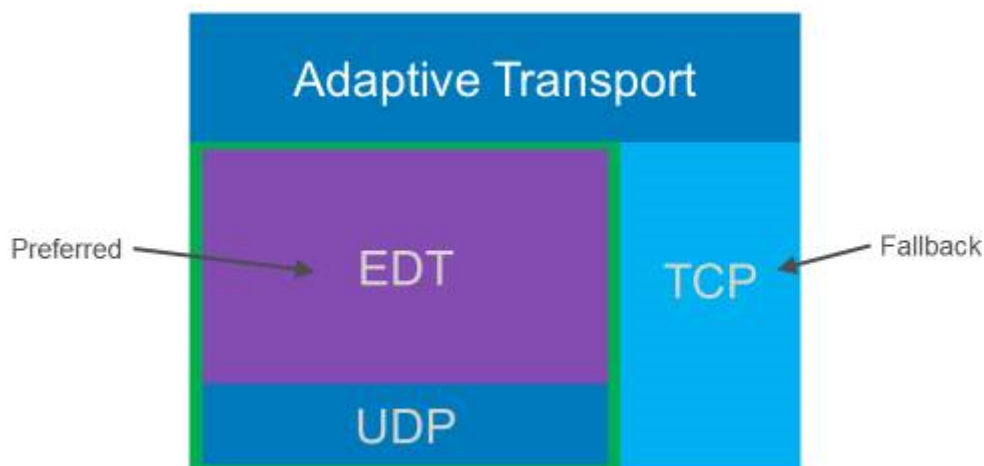 Adaptive Transport
Preferred
EDT
TCP
Fallback
UDP